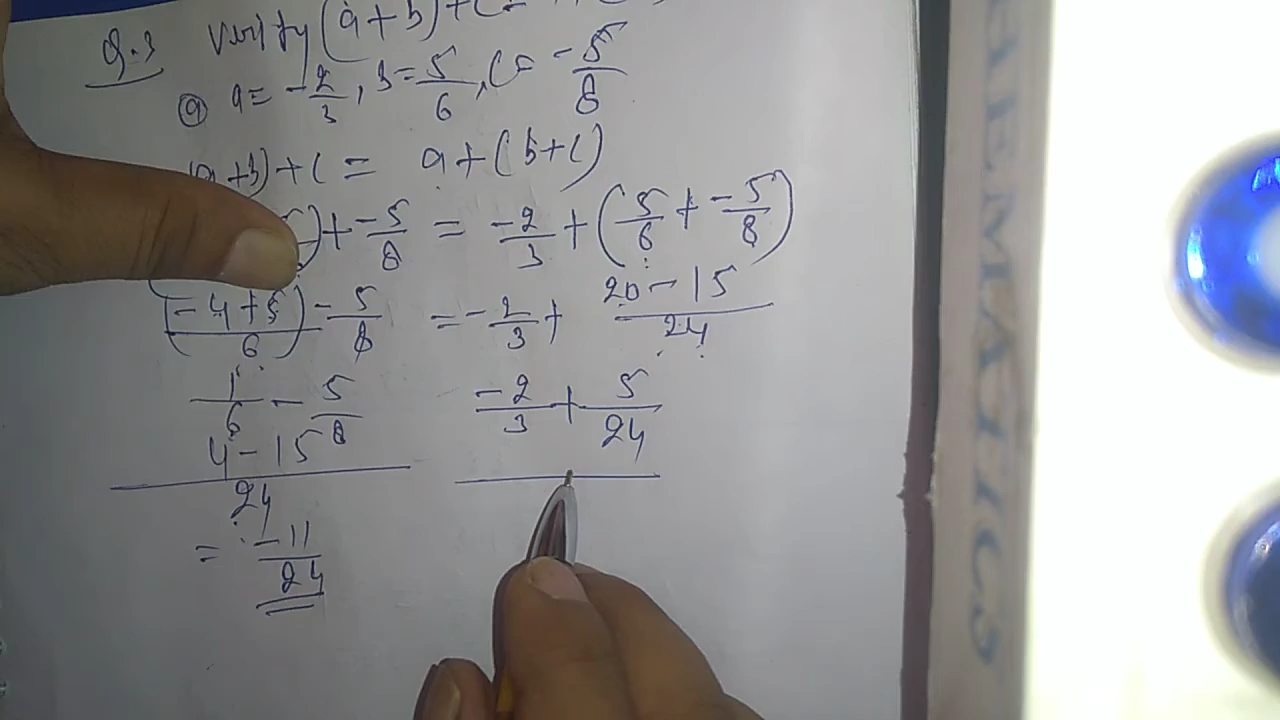 Q.3 Verify (a+b)+c=
(a) a = -2/3, b = 5/6, c = -5/8
(a+b)+c = a+(b+c)
)+ -5/8 = -2/3 + (5/6 + -5/8)
(-4+5/6) - 5/8 = -2/3 + 20-15/24
1/6 - 5/8 -2/3 + 5/24
4-15/24
= -11/24